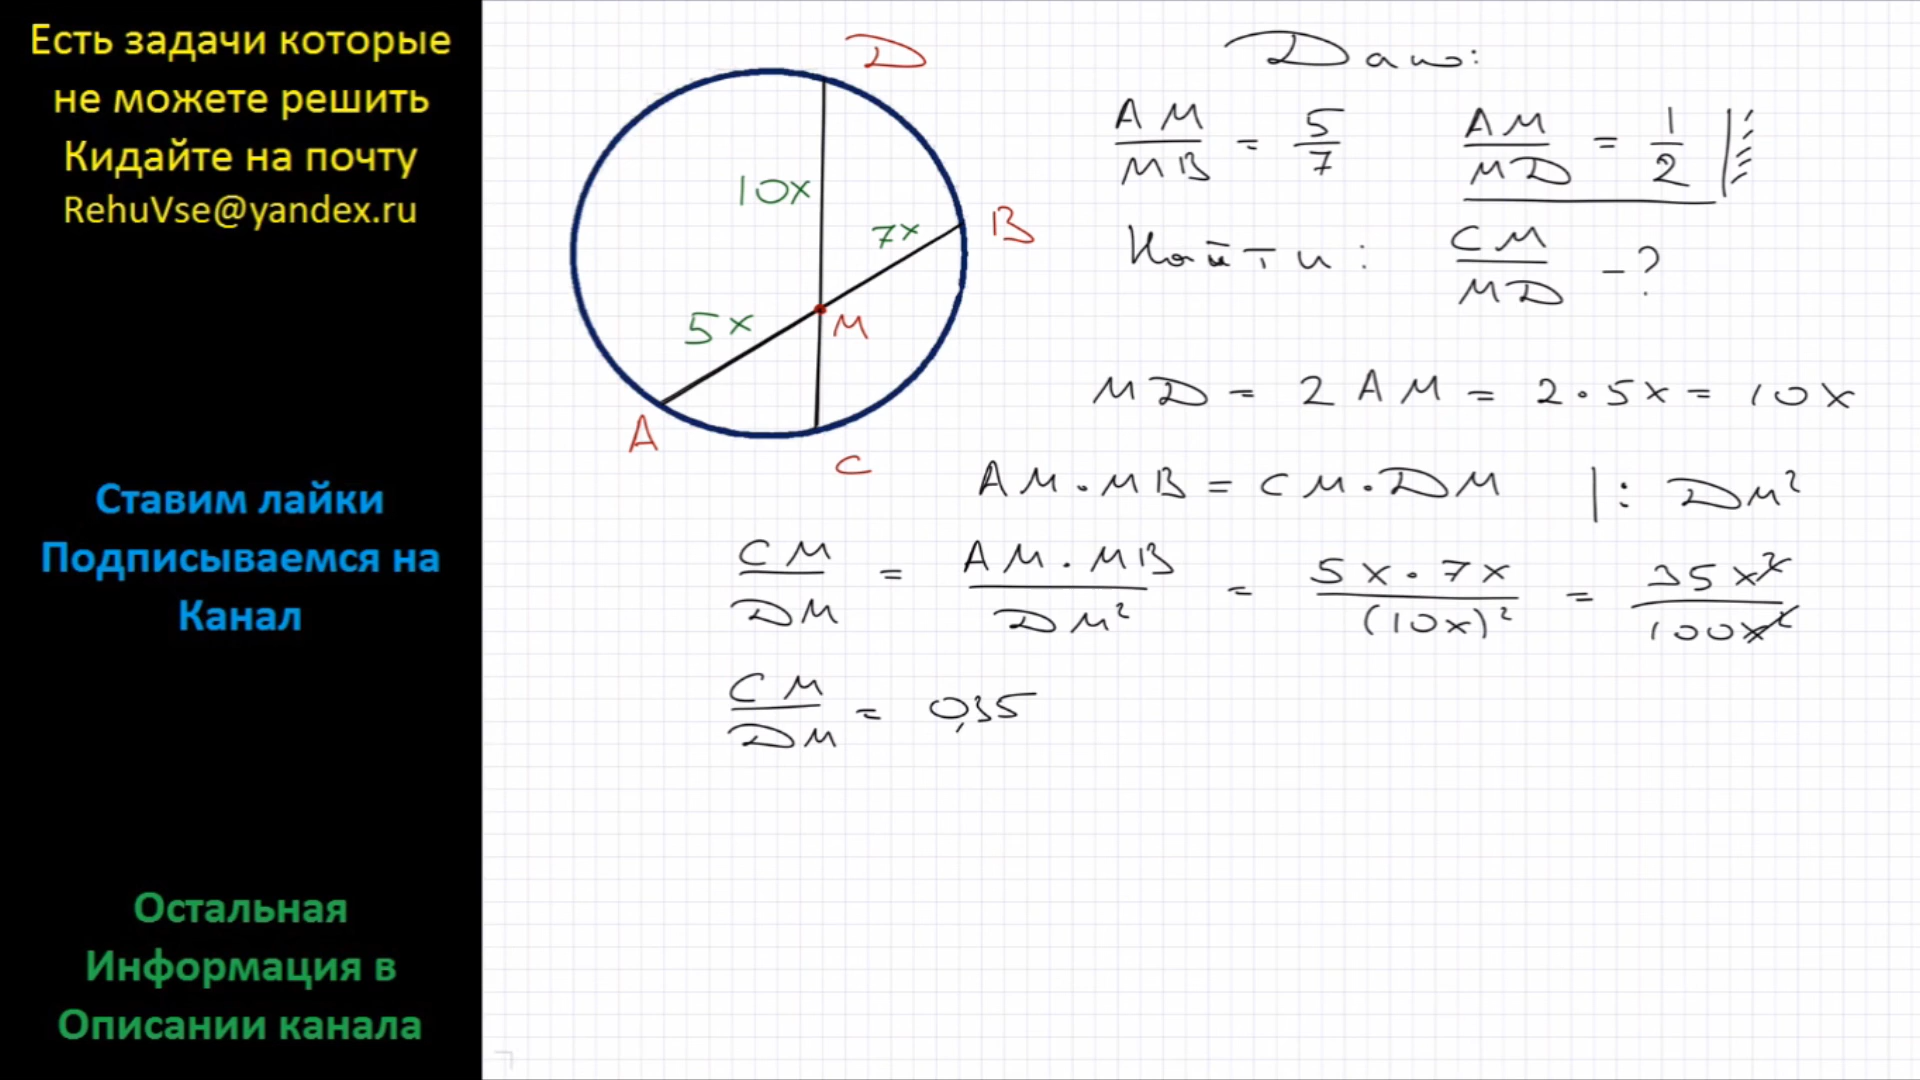 Есть задачи которые
не можете решить
Кидайте на почту
RehuVse@yandex.ru
Ставим лайки
Подписываемся на
Канал
Остальная
Информация в
Описании канала
D
B
M
A
C
10x
7x
5x
Дано:
AM/MB = 5/7 AM/MD = 1/2
Найти: CM/MD - ?
MD = 2 AM = 2·5x = 10x
AM·MB = CM·DM |: DM²
CM/DM = AM·MB/DM² = 5x·7x/(10x)² = 35x²/100x²
CM/DM = 0,35